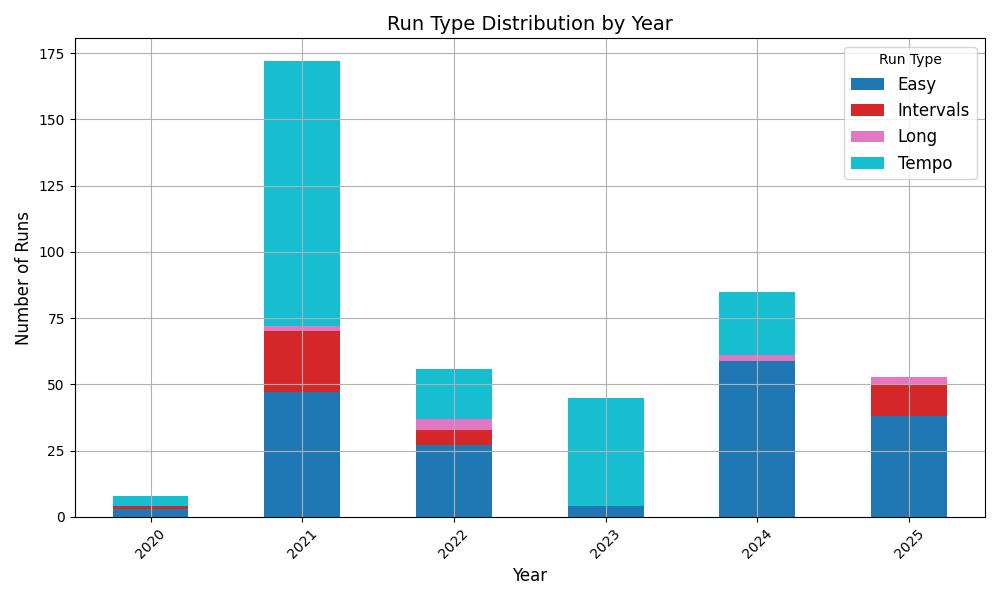 Run Type Distribution by Year
Number of Runs
175
150
125
100
75
50
25
0
Run Type
Easy
Intervals
Long
Tempo
2020
2021
2022
2023
2024
2025
Year